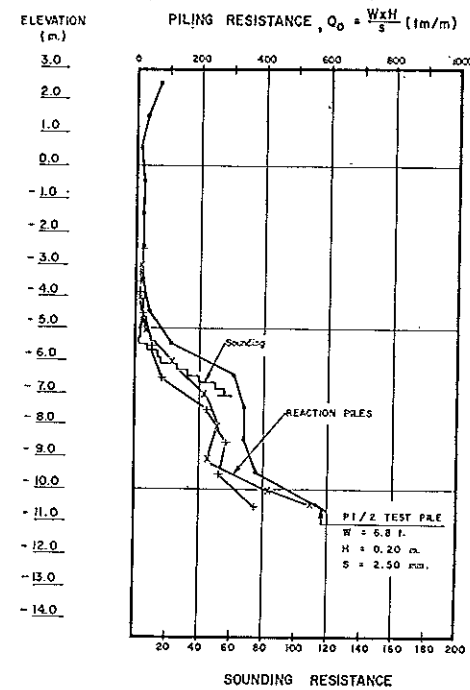 ELEVATION
(m.)
PILING RESISTANCE, Q₀ = WxH/s (tm/m)
0 200 400 600 800 1000
3.0
2.0
1.0
0.0
- 1.0
- 2.0
- 3.0
- 4.0
- 5.0
- 6.0
- 7.0
- 8.0
- 9.0
- 10.0
- 11.0
- 12.0
- 13.0
- 14.0
Sounding
REACTION PILES
PI/2 TEST PILE
W = 6.8 t.
H = 0.20 m.
S = 2.50 mm.
0 40 60 80 100 120 140 160 180 200
SOUNDING RESISTANCE